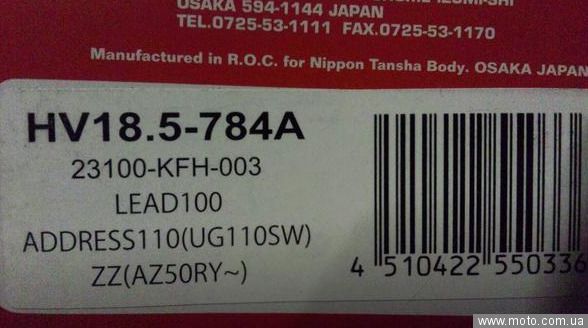 OSAKA 594-1144 JAPAN
TEL.0725-53-1111 FAX.0725-53-1170
Manufactured in R.O.C. for Nippon Tansha Body. OSAKA JAPAN
HV18.5-784A
23100-KFH-003
LEAD100
ADDRESS110(UG110SW)
ZZ(AZ50RY~)
4 510422 550336
www.moto.com.ua